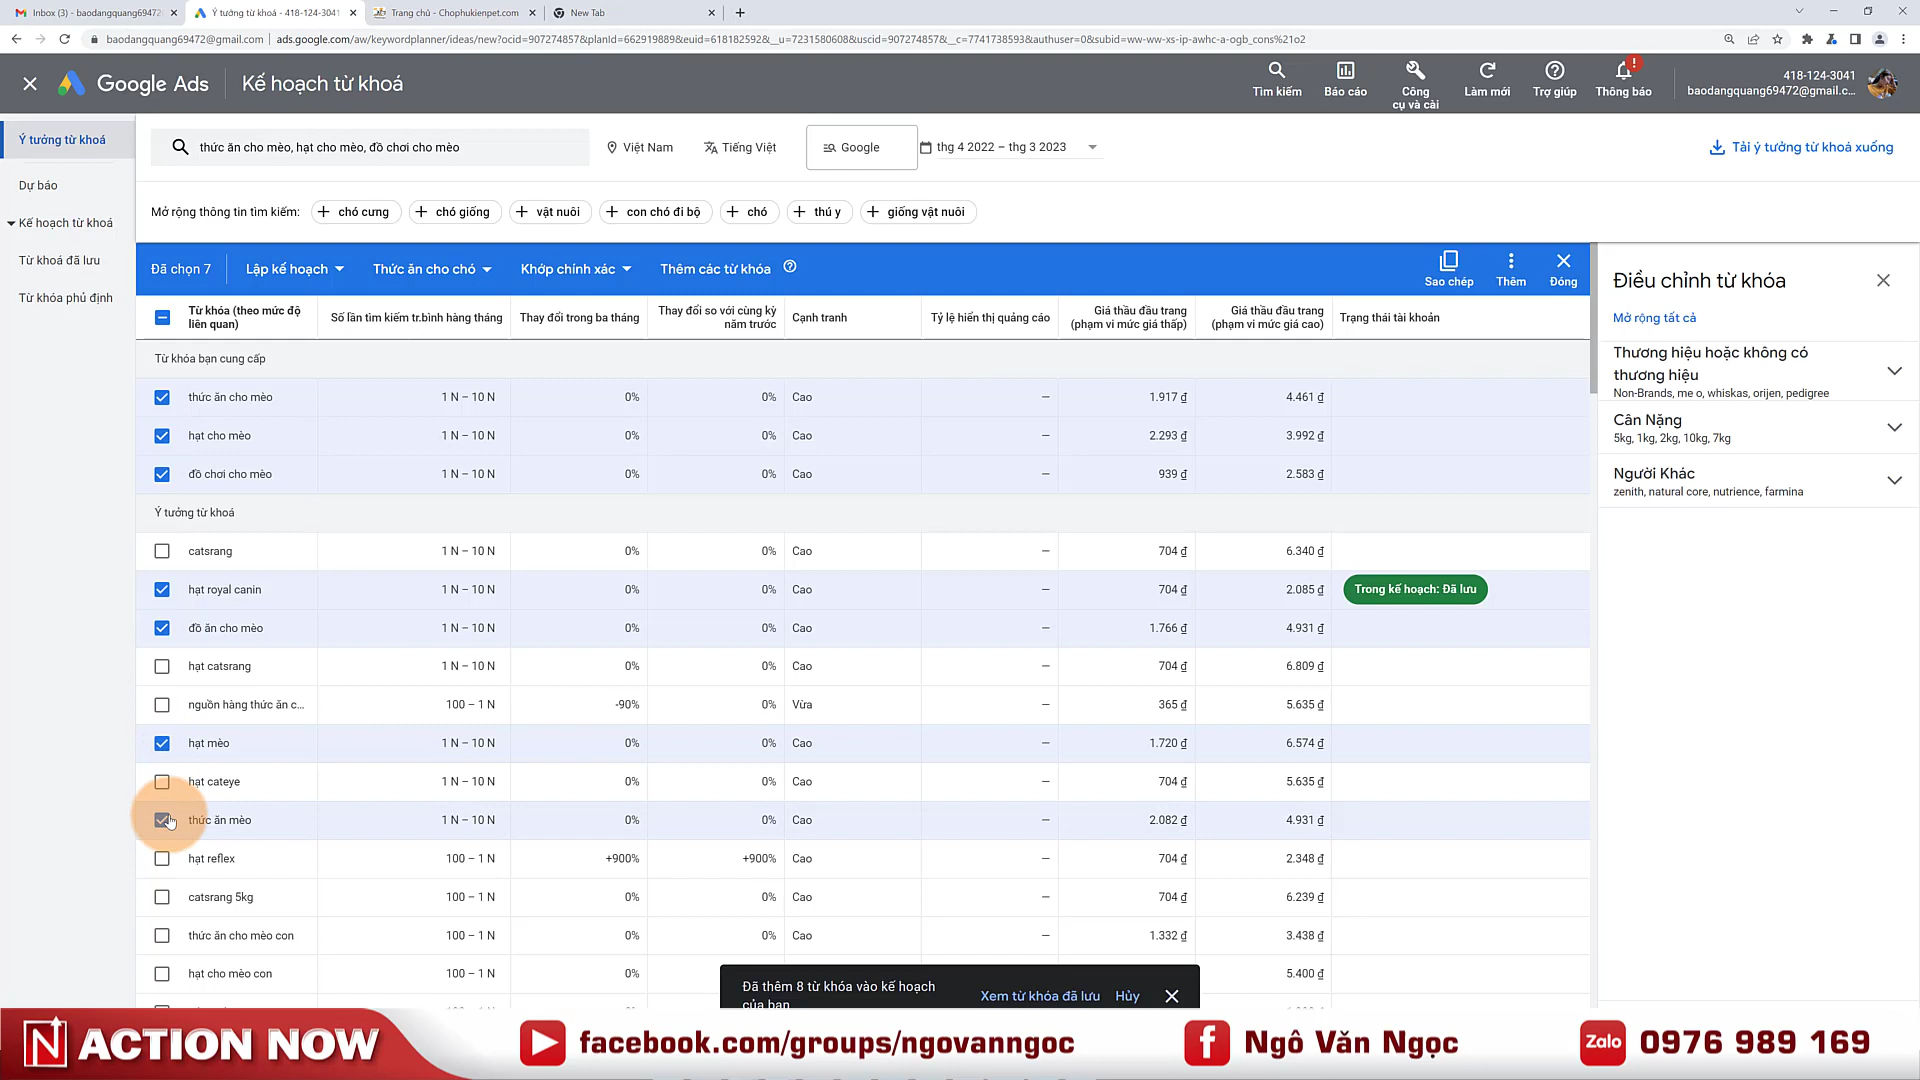 Inbox (3) - baodangquang69472
Ý tưởng từ khoá - 418-124-3041
Trang chủ - Chophukienpet.com
New Tab
baodangquang69472@gmail.com | ads.google.com/aw/keywordplanner/ideas/new?ocid=907274857&planId=662919889&euid=618182592&__u=7231580608&uscid=907274857&__c=7741738593&authuser=0&subid=ww-ww-xs-ip-awhc-a-ogb_cons%21o2
Google Ads
Kế hoạch từ khoá
Tìm kiếm
Báo cáo
Công
cụ và cài
Làm mới
Trợ giúp
Thông báo
418-124-3041
baodangquang69472@gmail.c...
Ý tưởng từ khoá
Dự báo
Kế hoạch từ khoá
Từ khoá đã lưu
Từ khóa phủ định
thức ăn cho mèo, hạt cho mèo, đồ chơi cho mèo
Việt Nam
Tiếng Việt
Google
thg 4 2022 – thg 3 2023
Tải ý tưởng từ khoá xuống
Mở rộng thông tin tìm kiếm:
chó cưng
chó giống
vật nuôi
con chó đi bộ
chó
thú y
giống vật nuôi
Đã chọn 7
Lập kế hoạch
Thức ăn cho chó
Khớp chính xác
Thêm các từ khóa
Sao chép
Thêm
Đóng
Từ khóa (theo mức độ
liên quan)
Số lần tìm kiếm tr.bình hàng tháng
Thay đổi trong ba tháng
Thay đổi so với cùng kỳ
năm trước
Cạnh tranh
Tỷ lệ hiển thị quảng cáo
Giá thầu đầu trang
(phạm vi mức giá thấp)
Giá thầu đầu trang
(phạm vi mức giá cao)
Trạng thái tài khoản
Từ khóa bạn cung cấp
thức ăn cho mèo 1 N – 10 N 0% 0% Cao — 1.917 ₫ 4.461 ₫
hạt cho mèo 1 N – 10 N 0% 0% Cao — 2.293 ₫ 3.992 ₫
đồ chơi cho mèo 1 N – 10 N 0% 0% Cao — 939 ₫ 2.583 ₫
Ý tưởng từ khoá
catsrang 1 N – 10 N 0% 0% Cao — 704 ₫ 6.340 ₫
hạt royal canin 1 N – 10 N 0% 0% Cao — 704 ₫ 2.085 ₫ Trong kế hoạch: Đã lưu
đồ ăn cho mèo 1 N – 10 N 0% 0% Cao — 1.766 ₫ 4.931 ₫
hạt catsrang 1 N – 10 N 0% 0% Cao — 704 ₫ 6.809 ₫
nguồn hàng thức ăn c... 100 – 1 N -90% 0% Vừa — 365 ₫ 5.635 ₫
hạt mèo 1 N – 10 N 0% 0% Cao — 1.720 ₫ 6.574 ₫
hạt cateye 1 N – 10 N 0% 0% Cao — 704 ₫ 5.635 ₫
thức ăn mèo 1 N – 10 N 0% 0% Cao — 2.082 ₫ 4.931 ₫
hạt reflex 100 – 1 N +900% +900% Cao — 704 ₫ 2.348 ₫
catsrang 5kg 100 – 1 N 0% 0% Cao — 704 ₫ 6.239 ₫
thức ăn cho mèo con 100 – 1 N 0% 0% Cao — 1.332 ₫ 3.438 ₫
hạt cho mèo con 100 – 1 N 0% 5.400 ₫
Đã thêm 8 từ khóa vào kế hoạch
của bạn
Xem từ khóa đã lưu
Hủy
Điều chỉnh từ khóa
Mở rộng tất cả
Thương hiệu hoặc không có
thương hiệu
Non-Brands, me o, whiskas, orijen, pedigree
Cân Nặng
5kg, 1kg, 2kg, 10kg, 7kg
Người Khác
zenith, natural core, nutrience, farmina
N ACTION NOW
facebook.com/groups/ngovanngoc
f Ngô Văn Ngọc
Zalo 0976 989 169